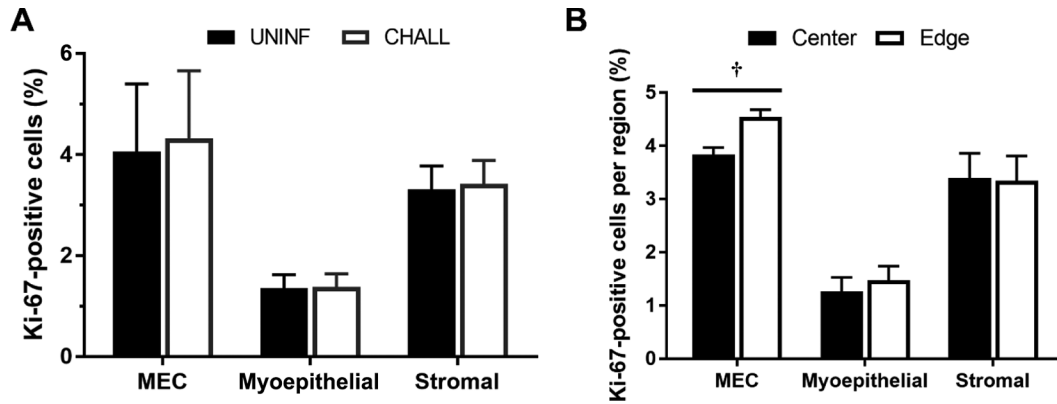 A
UNINF CHALL
Ki-67-positive cells (%)
6
4
2
0
MEC Myoepithelial Stromal
B
Center Edge
Ki-67-positive cells per region (%)
†
5
4
3
2
1
0
MEC Myoepithelial Stromal